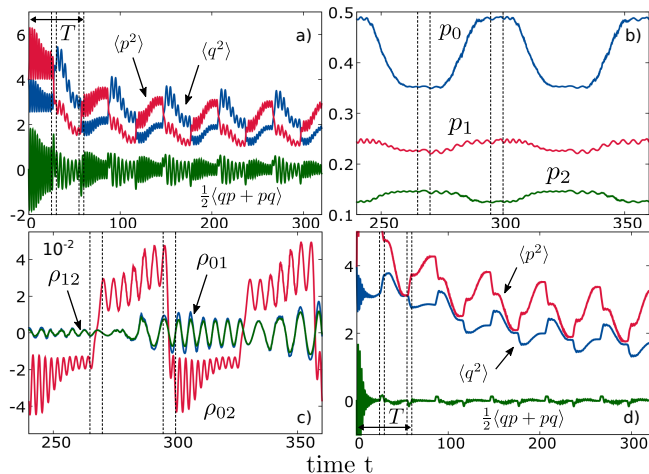 6
4
2
0
-2
0
100
200
300
T
⟨p²⟩
⟨q²⟩
½⟨qp + pq⟩
a)
0.5
0.4
0.3
0.2
0.1
250
300
350
p₀
p₁
p₂
b)
10⁻²
4
2
0
-2
-4
250
300
350
ρ₁₂
ρ₀₁
ρ₀₂
c)
4
2
0
0
100
200
300
⟨p²⟩
⟨q²⟩
T
½⟨qp + pq⟩
d)
time t